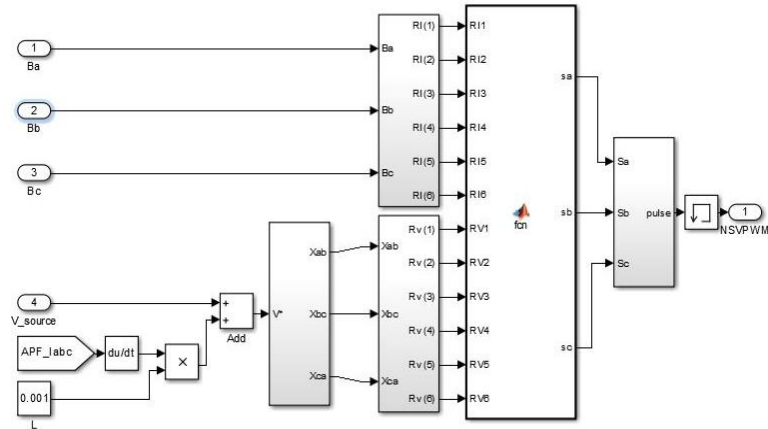 1
Ba
2
Bb
3
Bc
Ba
Bb
Bc
RI(1)
RI(2)
RI(3)
RI(4)
RI(5)
RI(6)
RI1
RI2
RI3
RI4
RI5
RI6
RV1
RV2
RV3
RV4
RV5
RV6
fcn
sa
sb
sc
Sa
Sb
Sc
pulse
1
NSVPWM
4
V_source
APF_Iabc
du/dt
×
0.001
L
+
+
Add
V*
Xab
Xbc
Xca
Xab
Xbc
Xca
Rv(1)
Rv(2)
Rv(3)
Rv(4)
Rv(5)
Rv(6)